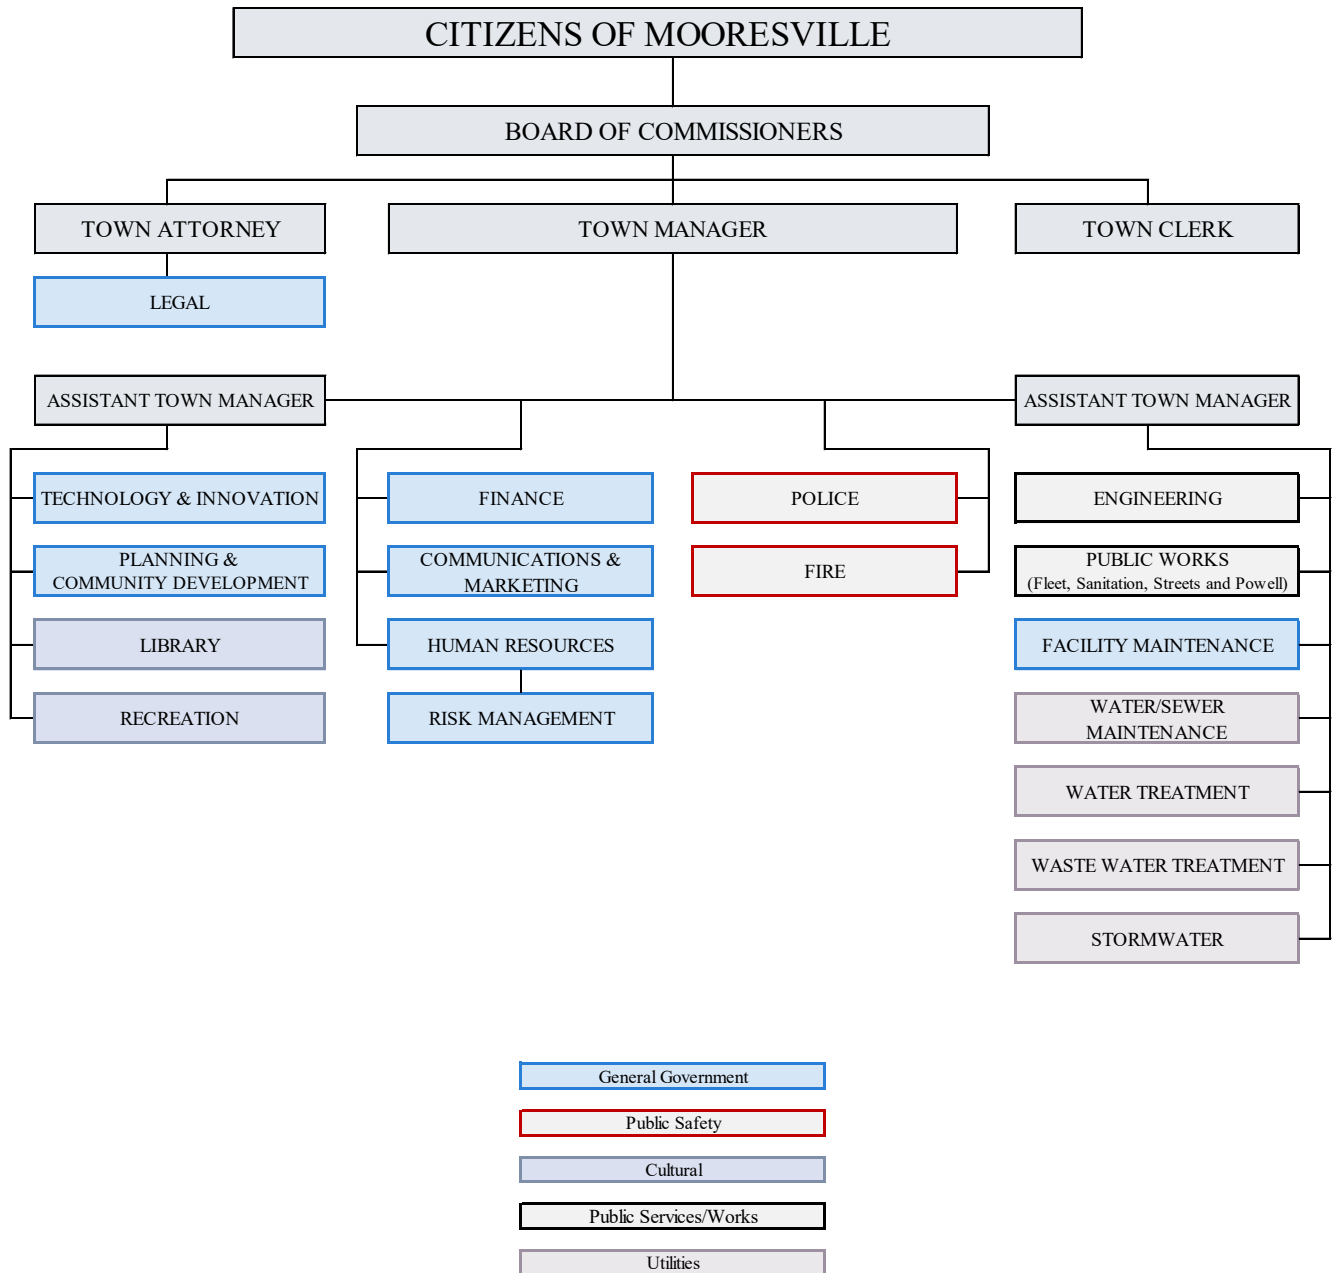 CITIZENS OF MOORESVILLE
BOARD OF COMMISSIONERS
TOWN ATTORNEY
TOWN MANAGER
TOWN CLERK
LEGAL
ASSISTANT TOWN MANAGER
ASSISTANT TOWN MANAGER
TECHNOLOGY & INNOVATION
PLANNING &
COMMUNITY DEVELOPMENT
LIBRARY
RECREATION
FINANCE
COMMUNICATIONS &
MARKETING
HUMAN RESOURCES
RISK MANAGEMENT
POLICE
FIRE
ENGINEERING
PUBLIC WORKS
(Fleet, Sanitation, Streets and Powell)
FACILITY MAINTENANCE
WATER/SEWER
MAINTENANCE
WATER TREATMENT
WASTE WATER TREATMENT
STORMWATER
General Government
Public Safety
Cultural
Public Services/Works
Utilities